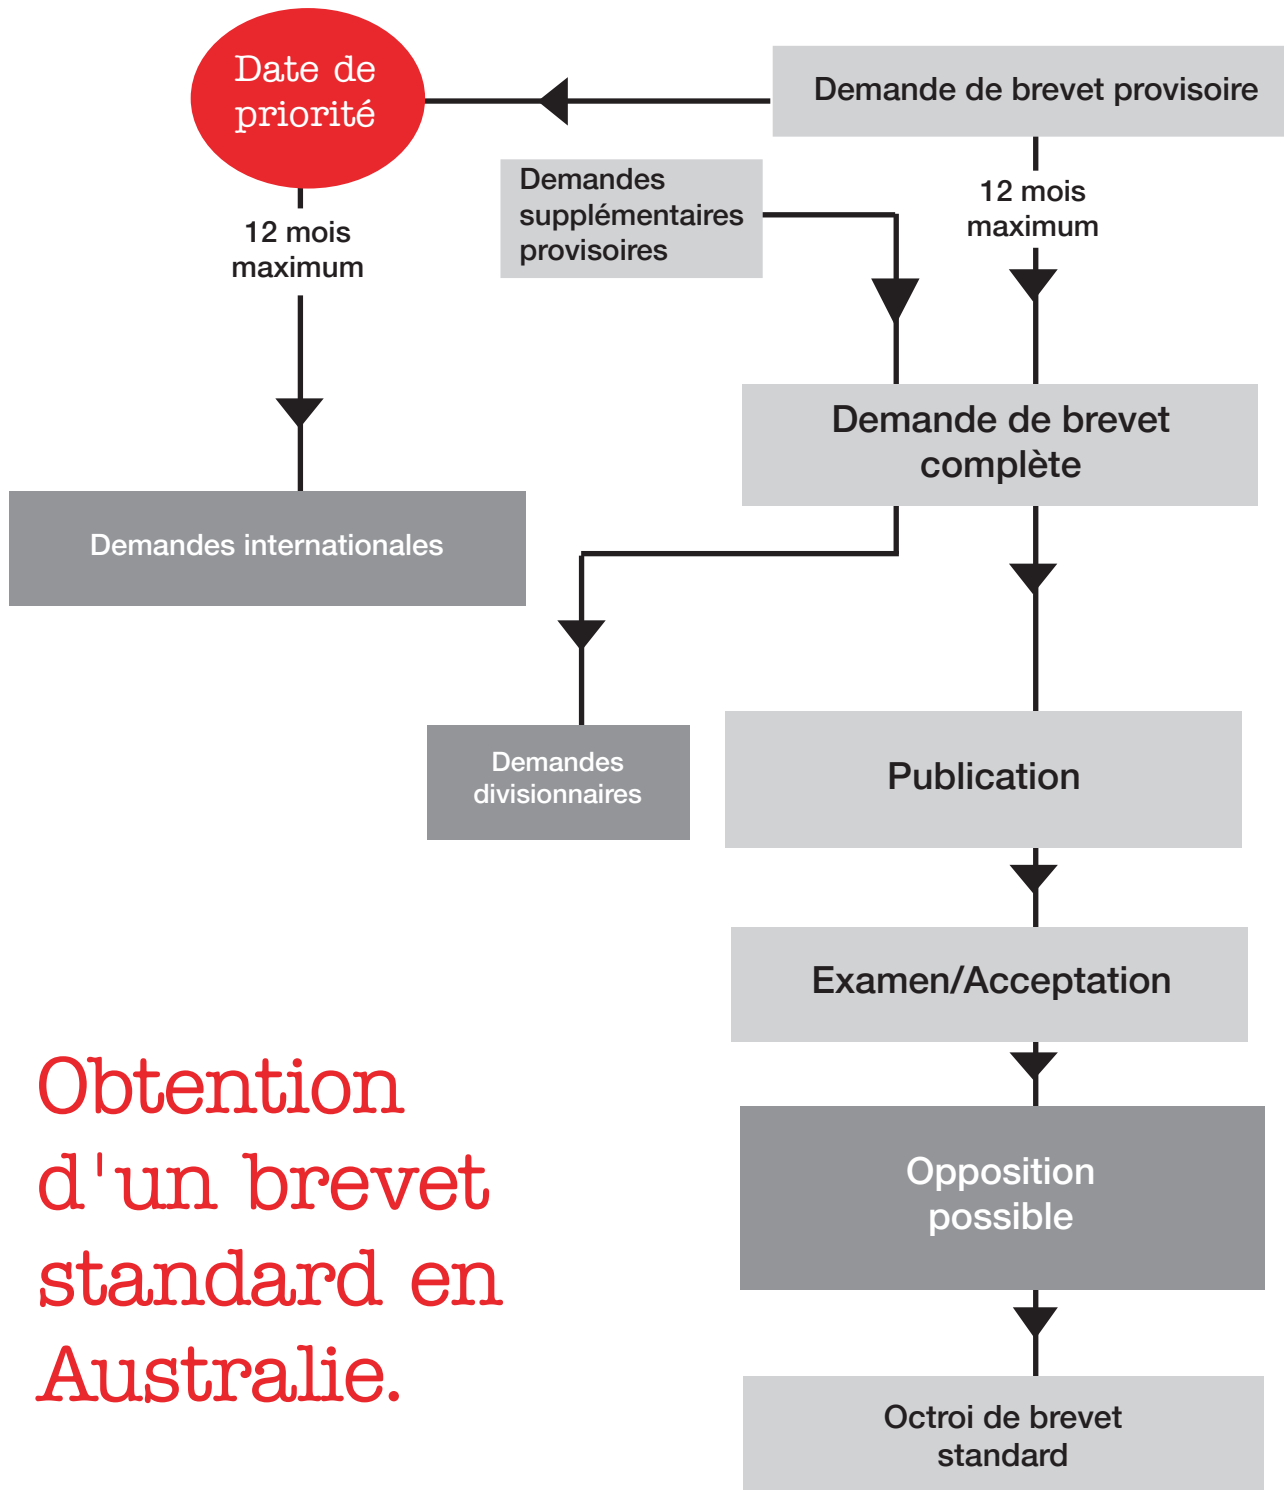 Date de
priorité
Demande de brevet provisoire
Demandes
supplémentaires
provisoires
12 mois
maximum
12 mois
maximum
Demande de brevet
complète
Demandes internationales
Demandes
divisionnaires
Publication
Examen/Acceptation
Obtention
d'un brevet
standard en
Australie.
Opposition
possible
Octroi de brevet
standard